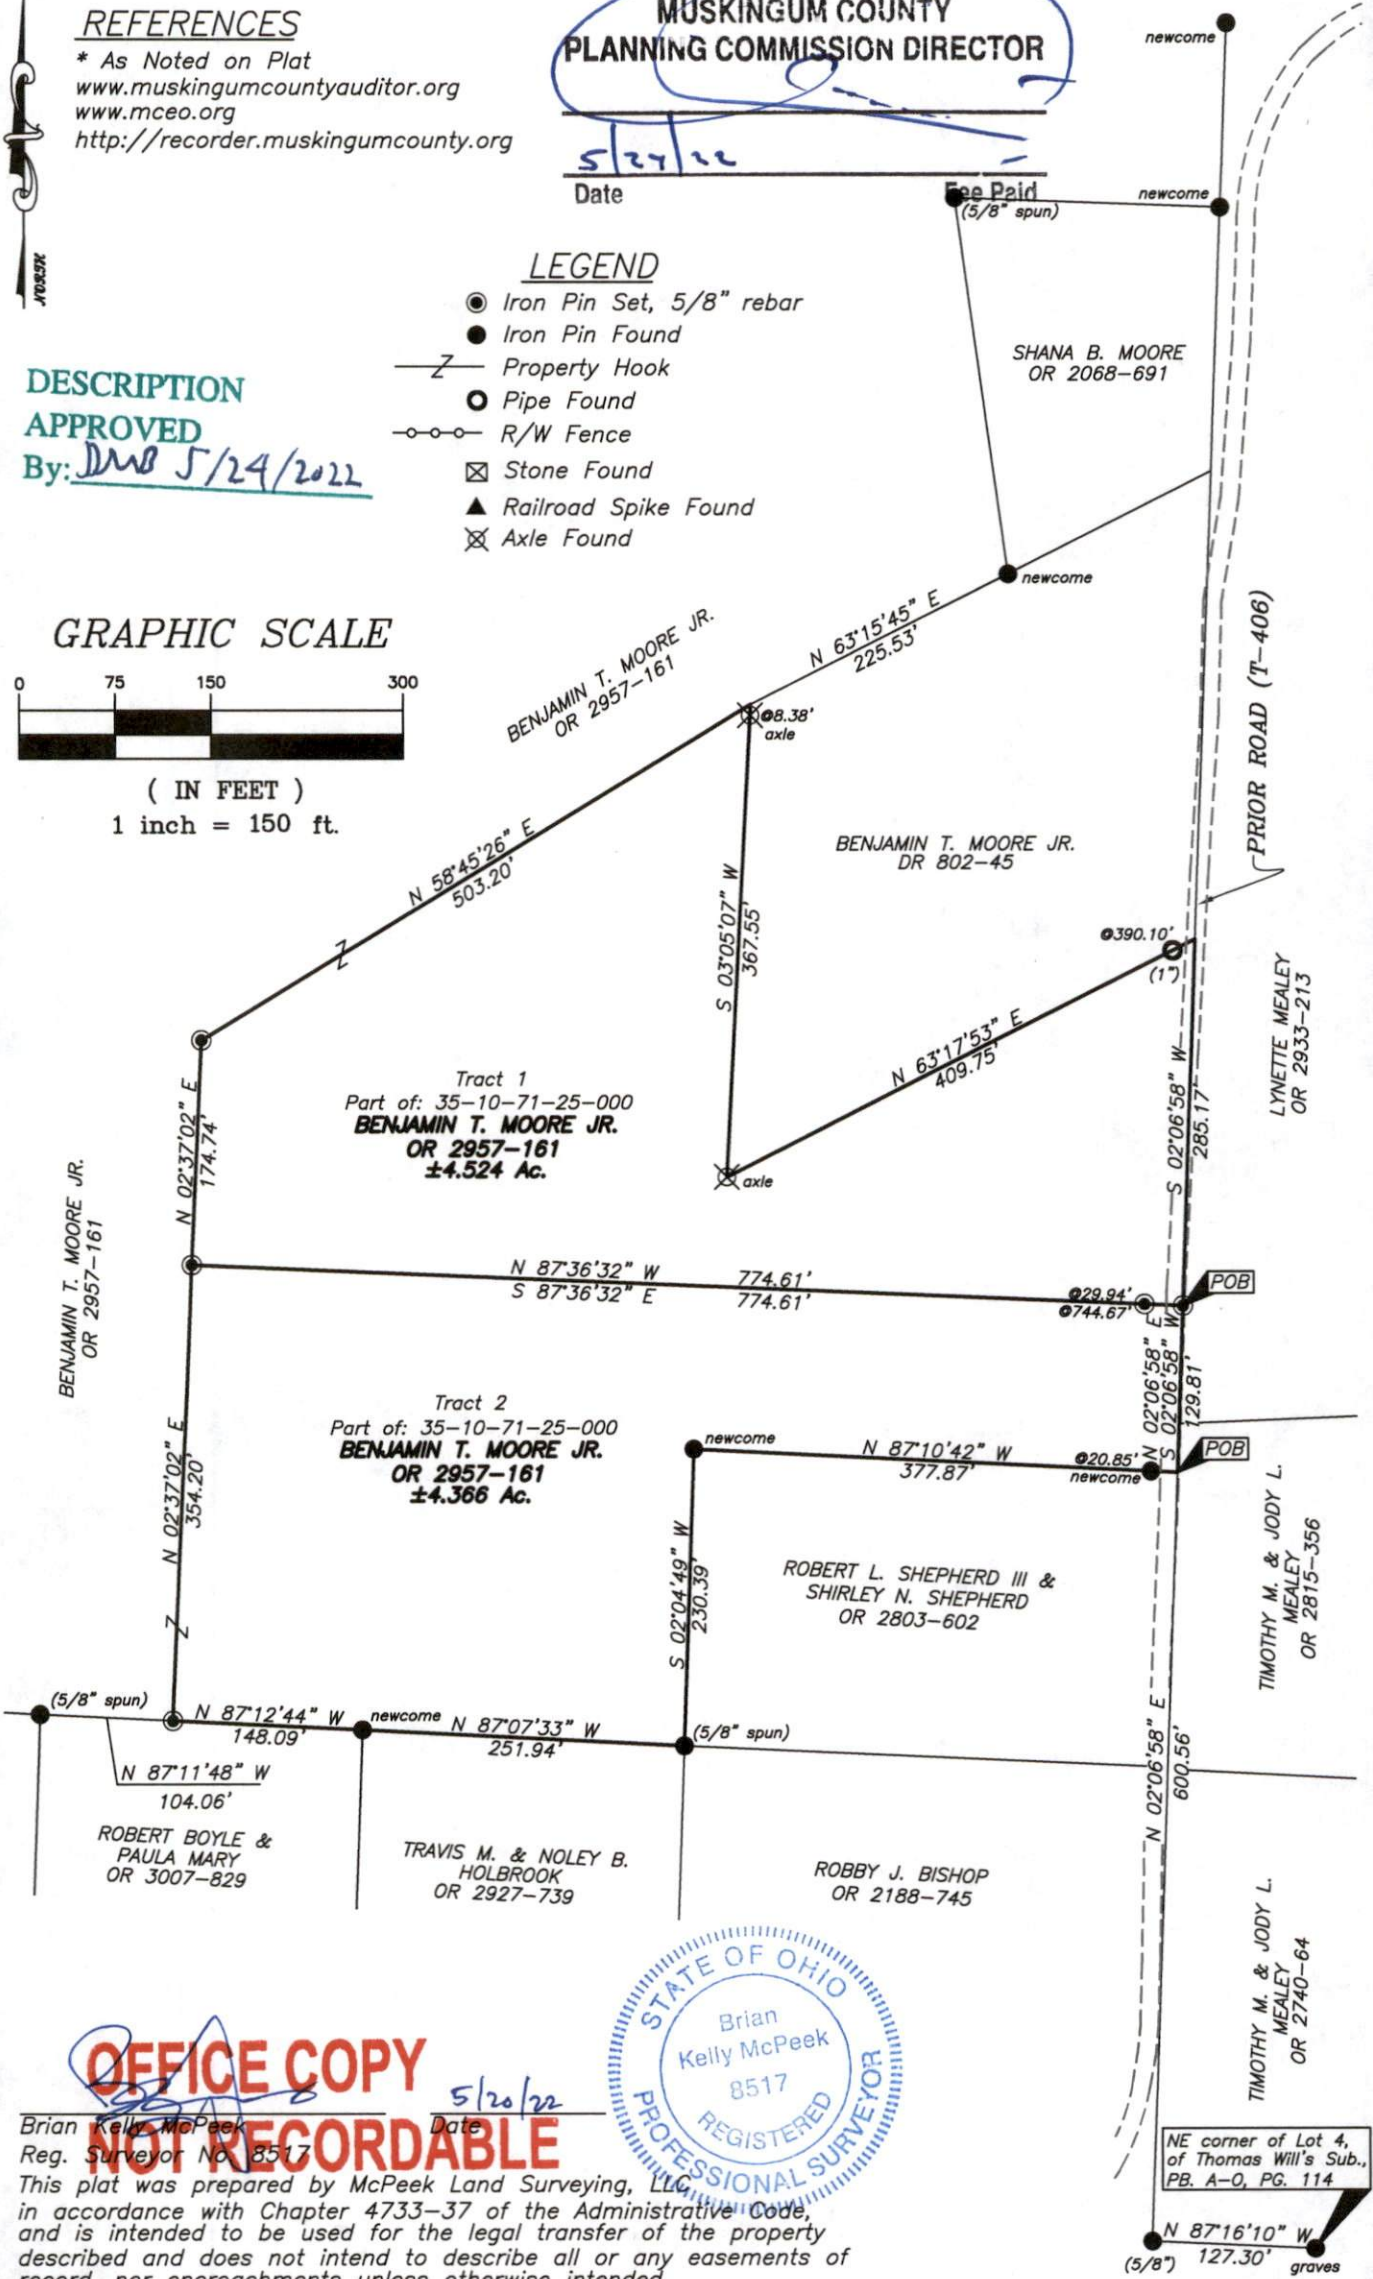 REFERENCES
* As Noted on Plat
www.muskingumcountyauditor.org
www.mceo.org
http://recorder.muskingumcounty.org
MUSKINGUM COUNTY
PLANNING COMMISSION DIRECTOR
5/24/22
Date
Fee Paid
NORTH
DESCRIPTION
APPROVED
By: DMB 5/24/2022
LEGEND
Iron Pin Set, 5/8" rebar
Iron Pin Found
Z Property Hook
Pipe Found
R/W Fence
Stone Found
Railroad Spike Found
Axle Found
GRAPHIC SCALE
0 75 150 300
( IN FEET )
1 inch = 150 ft.
newcome
newcome
(5/8" spun)
SHANA B. MOORE
OR 2068-691
newcome
N 63°15'45" E
225.53'
BENJAMIN T. MOORE JR.
OR 2957-161
@8.38'
axle
N 58°45'26" E
503.20'
Z
BENJAMIN T. MOORE JR.
DR 802-45
PRIOR ROAD (T-406)
S 03°05'07" W
367.55'
@390.10'
(1")
N 63°17'53" E
409.75'
axle
LYNETTE MEALEY
OR 2933-213
S 02°06'58" W
285.17'
Tract 1
Part of: 35-10-71-25-000
BENJAMIN T. MOORE JR.
OR 2957-161
±4.524 Ac.
N 02°37'02" E
174.74'
BENJAMIN T. MOORE JR.
OR 2957-161
N 87°36'32" W 774.61'
S 87°36'32" E 774.61'
@29.94'
@744.67'
POB
N 02°06'58" E
S 02°06'58" W
129.81'
Tract 2
Part of: 35-10-71-25-000
BENJAMIN T. MOORE JR.
OR 2957-161
±4.366 Ac.
N 02°37'02" E
354.20'
Z
newcome
N 87°10'42" W
377.87'
@20.85'
newcome
POB
S 02°04'49" W
230.39'
ROBERT L. SHEPHERD III &
SHIRLEY N. SHEPHERD
OR 2803-602
TIMOTHY M. & JODY L.
MEALEY
OR 2815-356
(5/8" spun)
N 87°12'44" W
148.09'
newcome
N 87°07'33" W
251.94'
(5/8" spun)
N 87°11'48" W
104.06'
N 02°06'58" E
600.56'
ROBERT BOYLE &
PAULA MARY
OR 3007-829
TRAVIS M. & NOLEY B.
HOLBROOK
OR 2927-739
ROBBY J. BISHOP
OR 2188-745
TIMOTHY M. & JODY L.
MEALEY
OR 2740-64
STATE OF OHIO
Brian
Kelly McPeek
8517
REGISTERED
PROFESSIONAL SURVEYOR
OFFICE COPY
NOT RECORDABLE
5/20/22
Brian Kelly McPeek Date
Reg. Surveyor No. 8517
This plat was prepared by McPeek Land Surveying, LLC
in accordance with Chapter 4733-37 of the Administrative Code,
and is intended to be used for the legal transfer of the property
described and does not intend to describe all or any easements of
record, nor encroachments unless otherwise intended.
NE corner of Lot 4,
of Thomas Will's Sub.,
PB. A-O, PG. 114
N 87°16'10" W
127.30'
(5/8")
graves